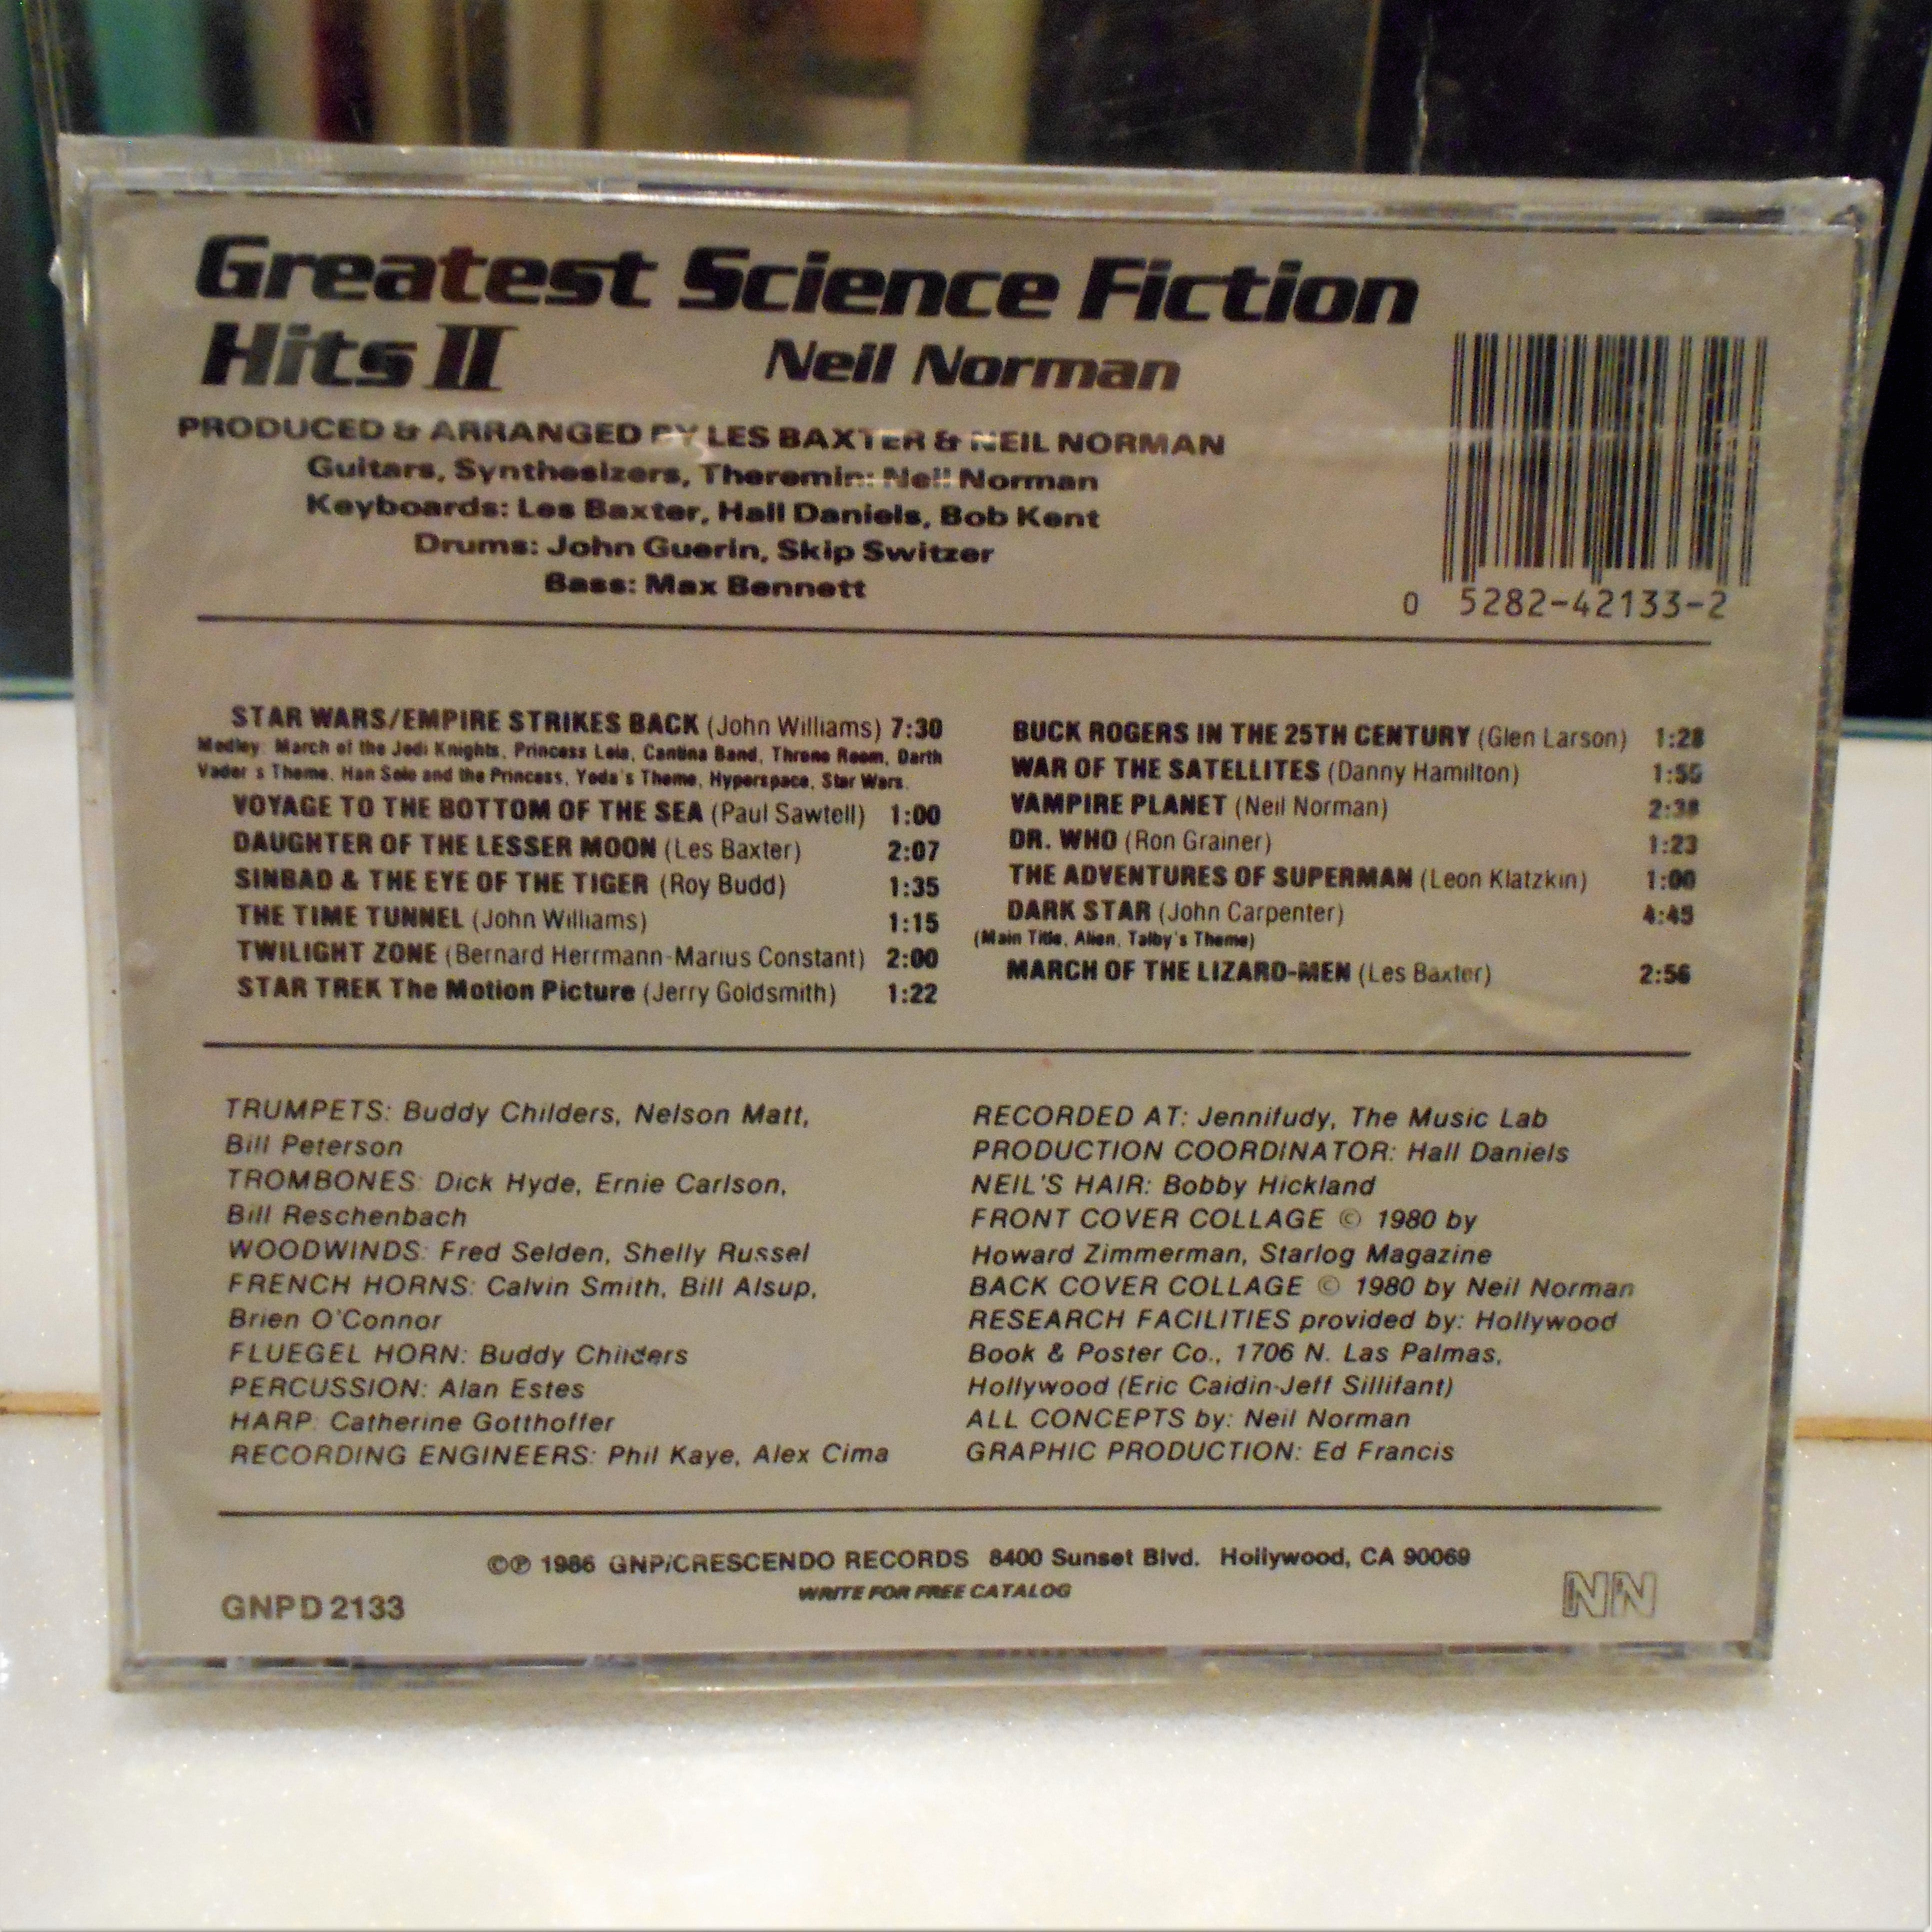 Greatest Science Fiction
Hits II Neil Norman
PRODUCED & ARRANGED BY LES BAXTER & NEIL NORMAN
Guitars, Synthesizers, Theremin: Neil Norman
Keyboards: Les Baxter, Hall Daniels, Bob Kent
Drums: John Guerin, Skip Switzer
Bass: Max Bennett
0 5282-42133-2
STAR WARS/EMPIRE STRIKES BACK (John Williams) 7:30
Medley: March of the Jedi Knights, Princess Leia, Cantina Band, Throne Room, Darth
Vader's Theme, Han Solo and the Princess, Yoda's Theme, Hyperspace, Star Wars.
VOYAGE TO THE BOTTOM OF THE SEA (Paul Sawtell) 1:00
DAUGHTER OF THE LESSER MOON (Les Baxter) 2:07
SINBAD & THE EYE OF THE TIGER (Roy Budd) 1:35
THE TIME TUNNEL (John Williams) 1:15
TWILIGHT ZONE (Bernard Herrmann-Marius Constant) 2:00
STAR TREK The Motion Picture (Jerry Goldsmith) 1:22
BUCK ROGERS IN THE 25TH CENTURY (Glen Larson) 1:28
WAR OF THE SATELLITES (Danny Hamilton) 1:55
VAMPIRE PLANET (Neil Norman) 2:38
DR. WHO (Ron Grainer) 1:23
THE ADVENTURES OF SUPERMAN (Leon Klatzkin) 1:00
DARK STAR (John Carpenter) 4:45
(Main Title, Alien, Talby's Theme)
MARCH OF THE LIZARD-MEN (Les Baxter) 2:56
TRUMPETS: Buddy Childers, Nelson Matt,
Bill Peterson
TROMBONES: Dick Hyde, Ernie Carlson,
Bill Reschenbach
WOODWINDS: Fred Selden, Shelly Russel
FRENCH HORNS: Calvin Smith, Bill Alsup,
Brien O'Connor
FLUEGEL HORN: Buddy Childers
PERCUSSION: Alan Estes
HARP: Catherine Gotthoffer
RECORDING ENGINEERS: Phil Kaye, Alex Cima
RECORDED AT: Jennifudy, The Music Lab
PRODUCTION COORDINATOR: Hall Daniels
NEIL'S HAIR: Bobby Hickland
FRONT COVER COLLAGE © 1980 by
Howard Zimmerman, Starlog Magazine
BACK COVER COLLAGE © 1980 by Neil Norman
RESEARCH FACILITIES provided by: Hollywood
Book & Poster Co., 1706 N. Las Palmas,
Hollywood (Eric Caidin-Jeff Sillifant)
ALL CONCEPTS by: Neil Norman
GRAPHIC PRODUCTION: Ed Francis
©℗ 1986 GNP/CRESCENDO RECORDS 8400 Sunset Blvd. Hollywood, CA 90069
WRITE FOR FREE CATALOG
GNPD 2133
NN